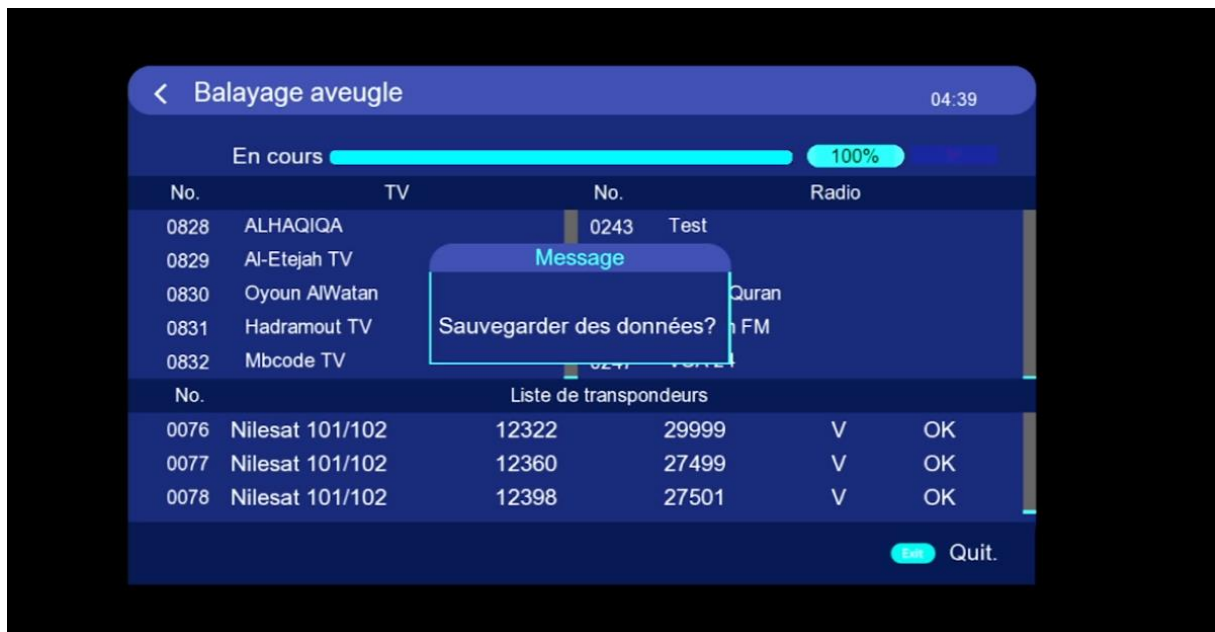 < Balayage aveugle 04:39
En cours 100%
No. TV No. Radio
0828 ALHAQIQA 0243 Test
0829 Al-Etejah TV
Message
0830 Oyoun AlWatan Quran
0831 Hadramout TV FM
Sauvegarder des données?
0832 Mbcode TV 0247
No. Liste de transpondeurs
0076 Nilesat 101/102 12322 29999 V OK
0077 Nilesat 101/102 12360 27499 V OK
0078 Nilesat 101/102 12398 27501 V OK
Exit Quit.